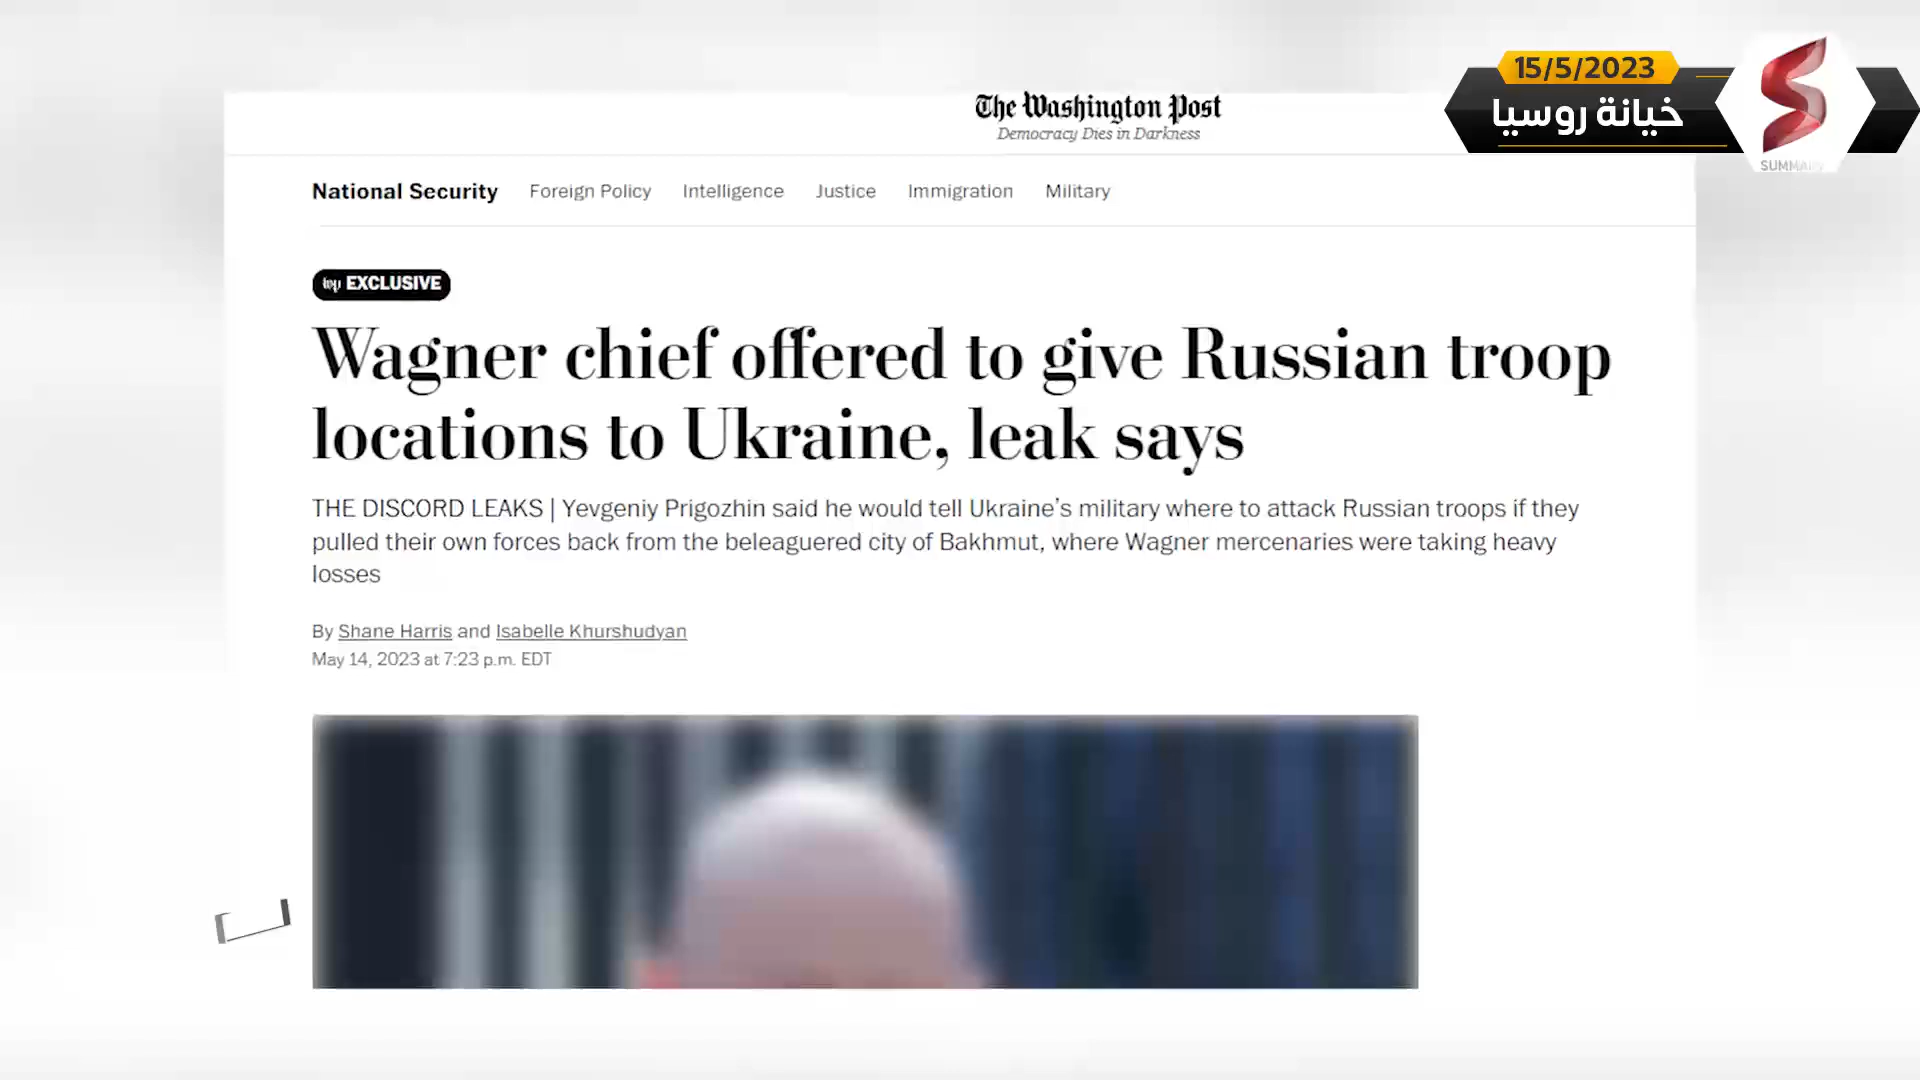 15/5/2023
خيانة روسيا
SUMMARY
The Washington Post
Democracy Dies in Darkness
National Security Foreign Policy Intelligence Justice Immigration Military
wp EXCLUSIVE
Wagner chief offered to give Russian troop
locations to Ukraine, leak says
THE DISCORD LEAKS | Yevgeniy Prigozhin said he would tell Ukraine’s military where to attack Russian troops if they
pulled their own forces back from the beleaguered city of Bakhmut, where Wagner mercenaries were taking heavy
losses
By Shane Harris and Isabelle Khurshudyan
May 14, 2023 at 7:23 p.m. EDT